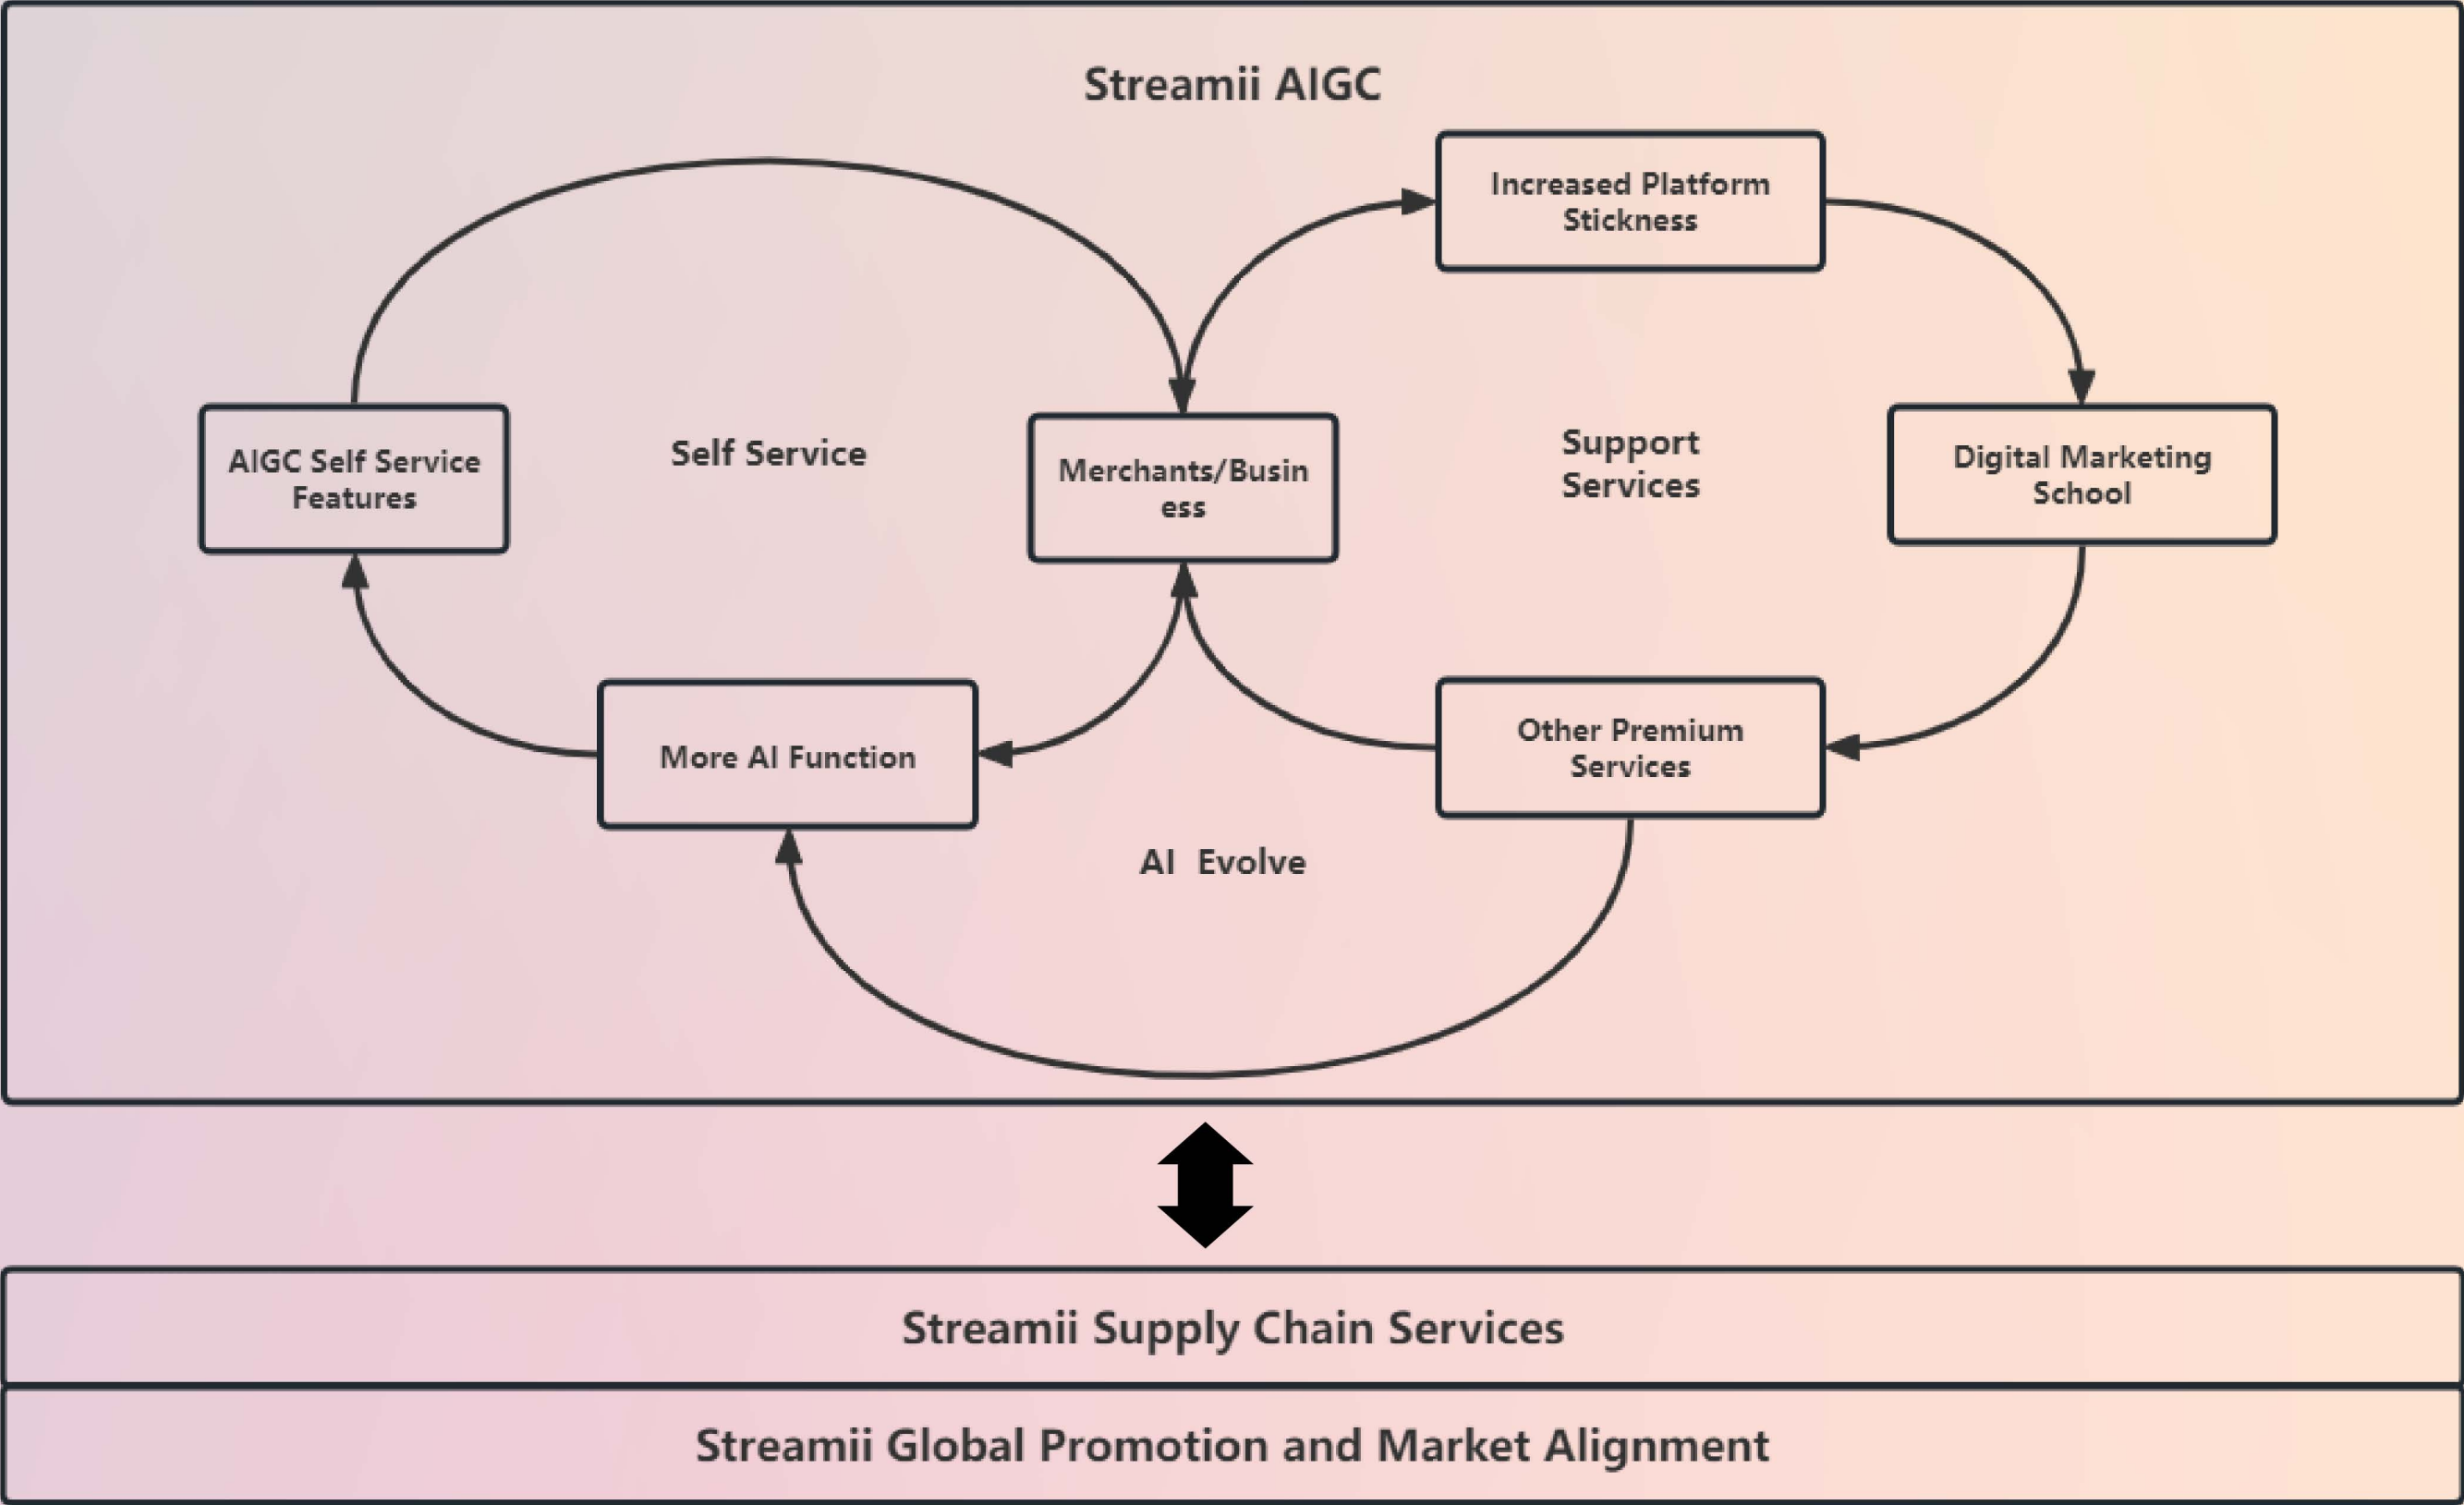 Streamii AIGC
Increased Platform
Stickness
AIGC Self Service
Features
Self Service
Merchants/Busin
ess
Support
Services
Digital Marketing
School
More AI Function
Other Premium
Services
AI  Evolve
Streamii Supply Chain Services
Streamii Global Promotion and Market Alignment